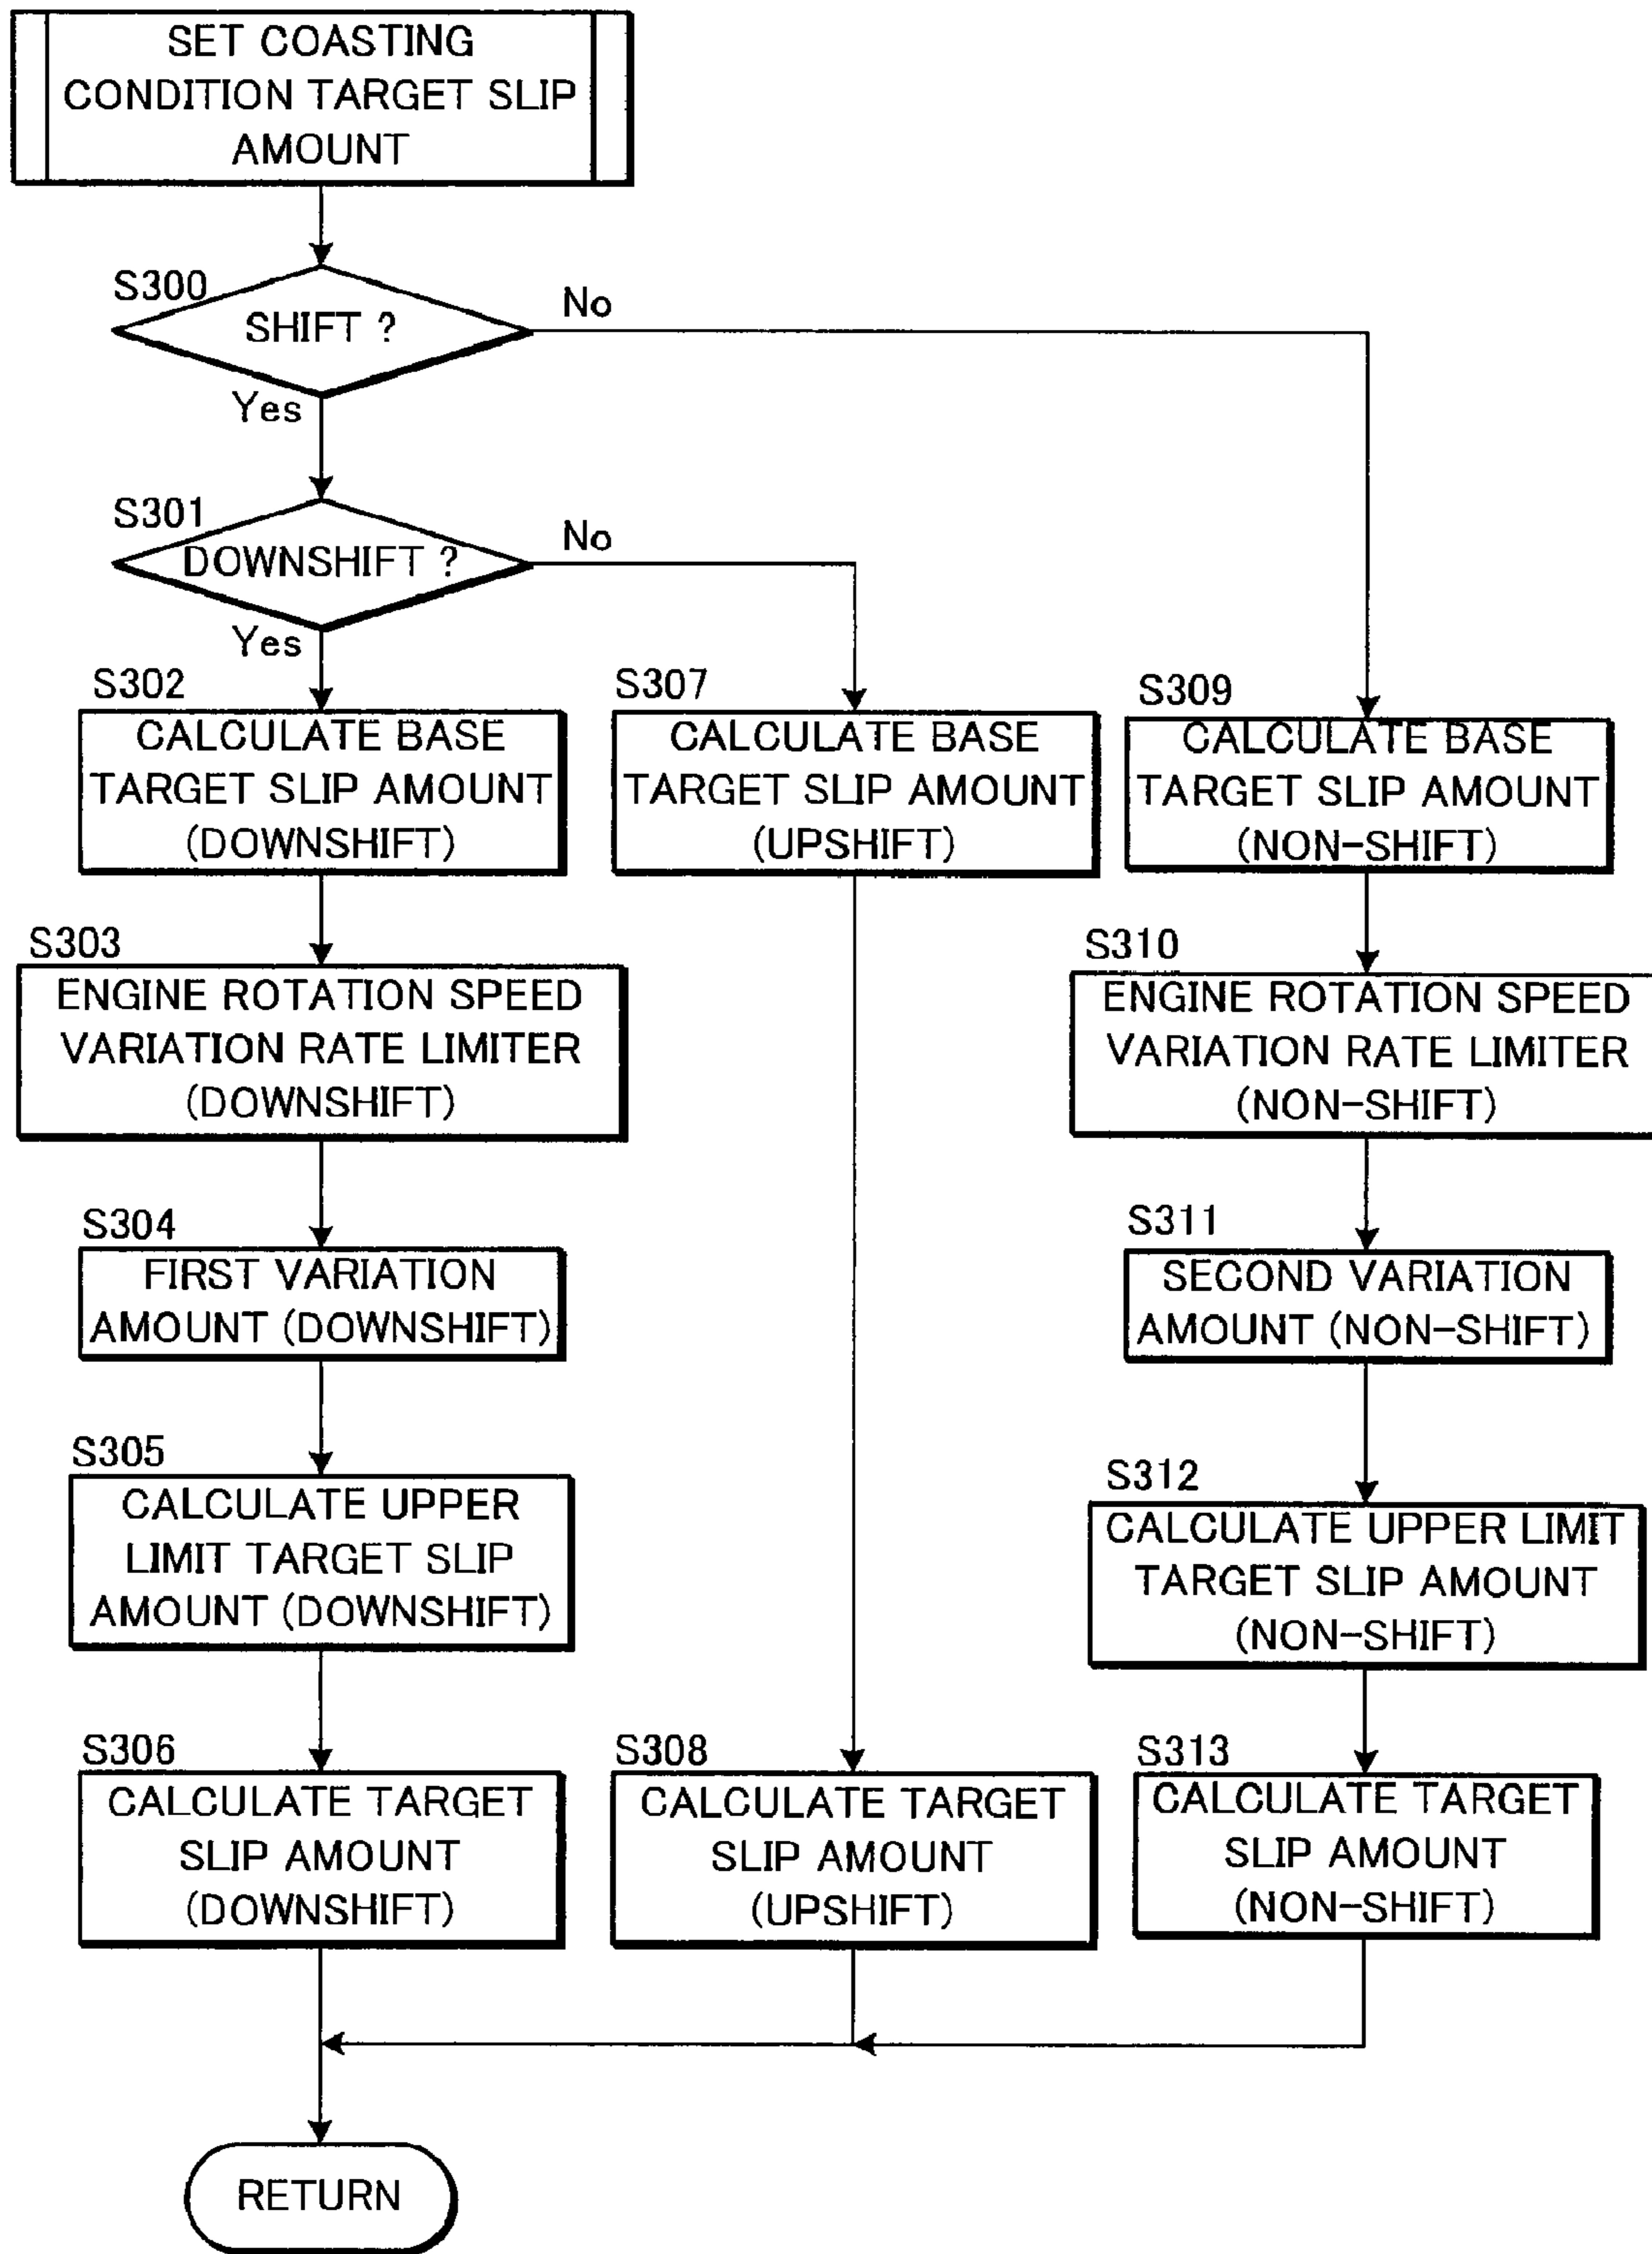 SET COASTING
CONDITION TARGET SLIP
AMOUNT
S300
SHIFT ?
No
Yes
S301
DOWNSHIFT ?
No
Yes
S302
CALCULATE BASE
TARGET SLIP AMOUNT
(DOWNSHIFT)
S303
ENGINE ROTATION SPEED
VARIATION RATE LIMITER
(DOWNSHIFT)
S304
FIRST VARIATION
AMOUNT (DOWNSHIFT)
S305
CALCULATE UPPER
LIMIT TARGET SLIP
AMOUNT (DOWNSHIFT)
S306
CALCULATE TARGET
SLIP AMOUNT
(DOWNSHIFT)
S307
CALCULATE BASE
TARGET SLIP AMOUNT
(UPSHIFT)
S308
CALCULATE TARGET
SLIP AMOUNT
(UPSHIFT)
S309
CALCULATE BASE
TARGET SLIP AMOUNT
(NON-SHIFT)
S310
ENGINE ROTATION SPEED
VARIATION RATE LIMITER
(NON-SHIFT)
S311
SECOND VARIATION
AMOUNT (NON-SHIFT)
S312
CALCULATE UPPER LIMIT
TARGET SLIP AMOUNT
(NON-SHIFT)
S313
CALCULATE TARGET
SLIP AMOUNT
(NON-SHIFT)
RETURN